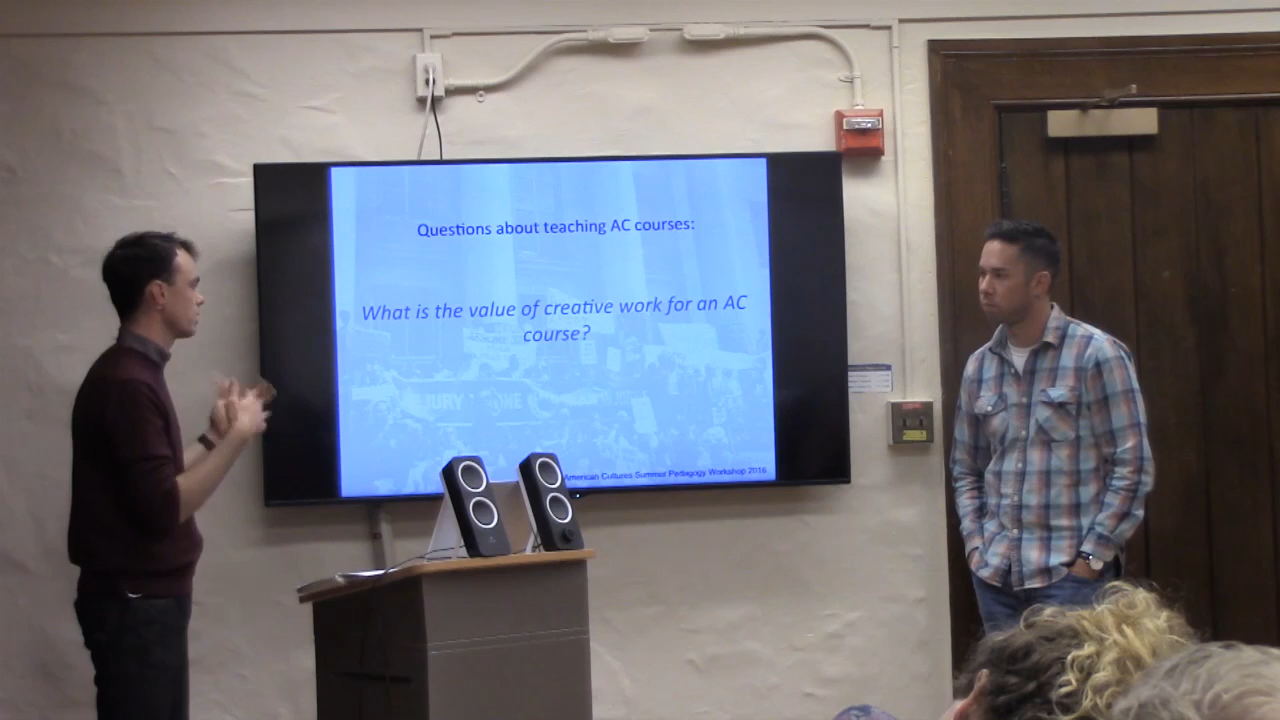 Questions about teaching AC courses:
What is the value of creative work for an AC
course?
American Cultures Summer Pedagogy Workshop 2016